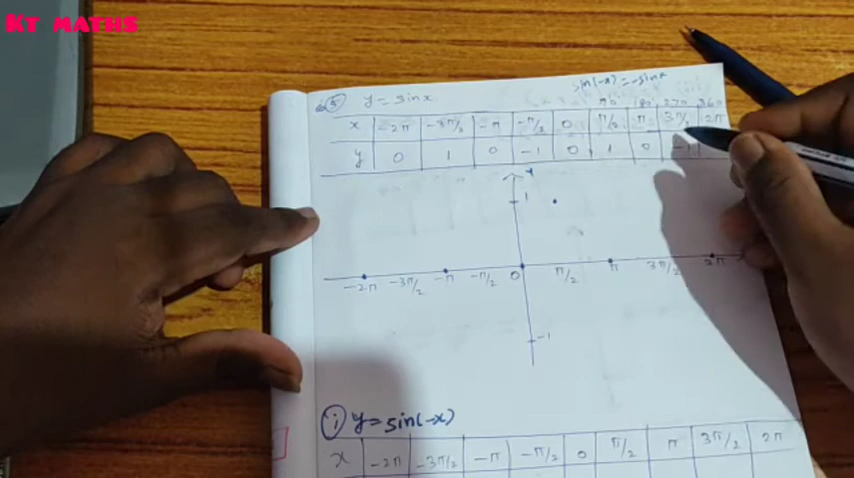 KT MATHS
sin(-x) = -sinx
⑤ y = sinx
90 180 270 360
x -2π -3π/2 -π -π/2 0 π/2 π 3π/2 2π
y 0 1 0 -1 0 1 0 -1
1
-2π -3π/2 -π -π/2 0 π/2 π 3π/2 2π
-1
ⓘ y = sin(-x)
x -2π -3π/2 -π -π/2 0 π/2 π 3π/2 2π